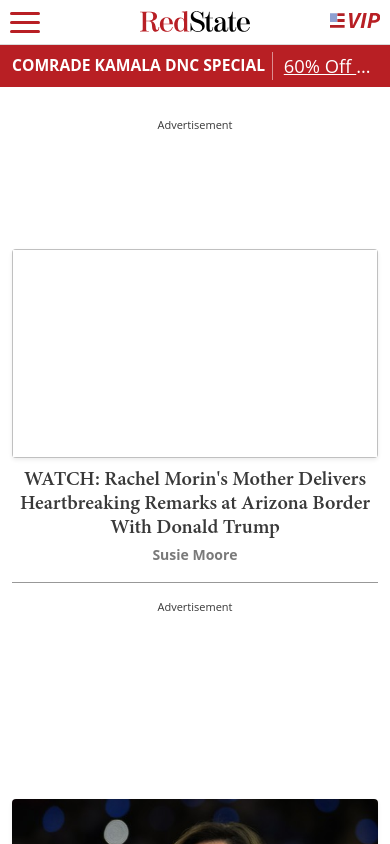 RedState
VIP
COMRADE KAMALA DNC SPECIAL
60% Off ...
Advertisement
WATCH: Rachel Morin's Mother Delivers
Heartbreaking Remarks at Arizona Border
With Donald Trump
Susie Moore
Advertisement